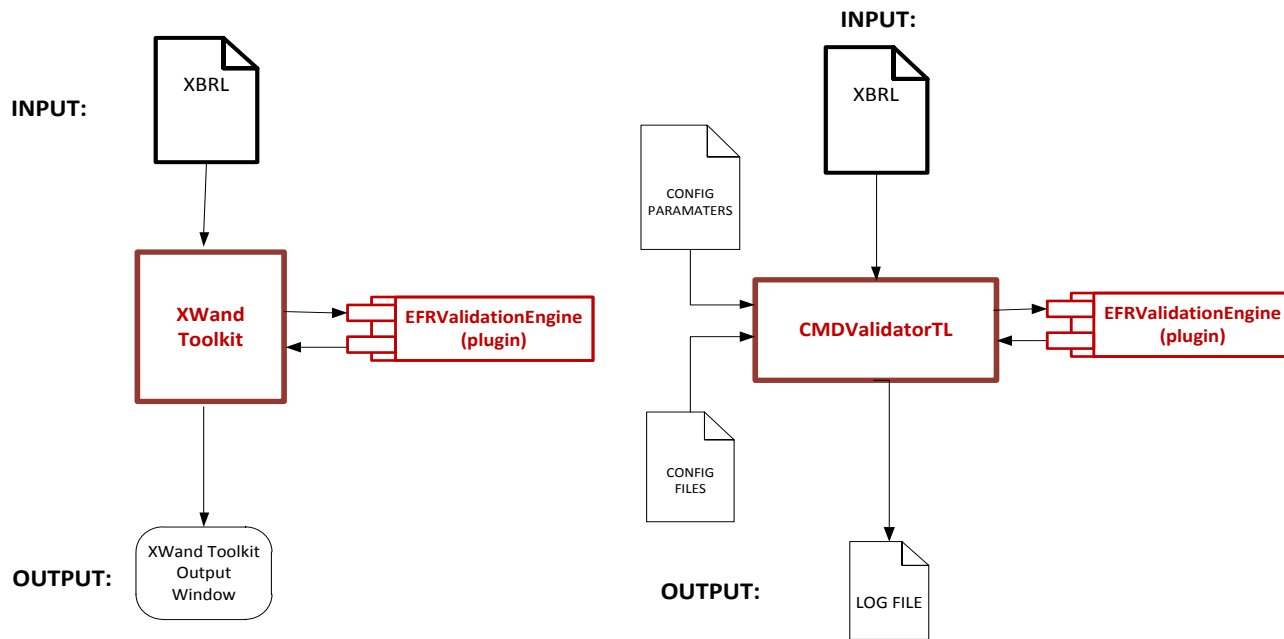 INPUT:
XBRL
XWand
Toolkit
EFRValidationEngine
(plugin)
OUTPUT:
XWand Toolkit
Output
Window
INPUT:
XBRL
CONFIG
PARAMATERS
CMDValidatorTL
EFRValidationEngine
(plugin)
CONFIG
FILES
OUTPUT:
LOG FILE